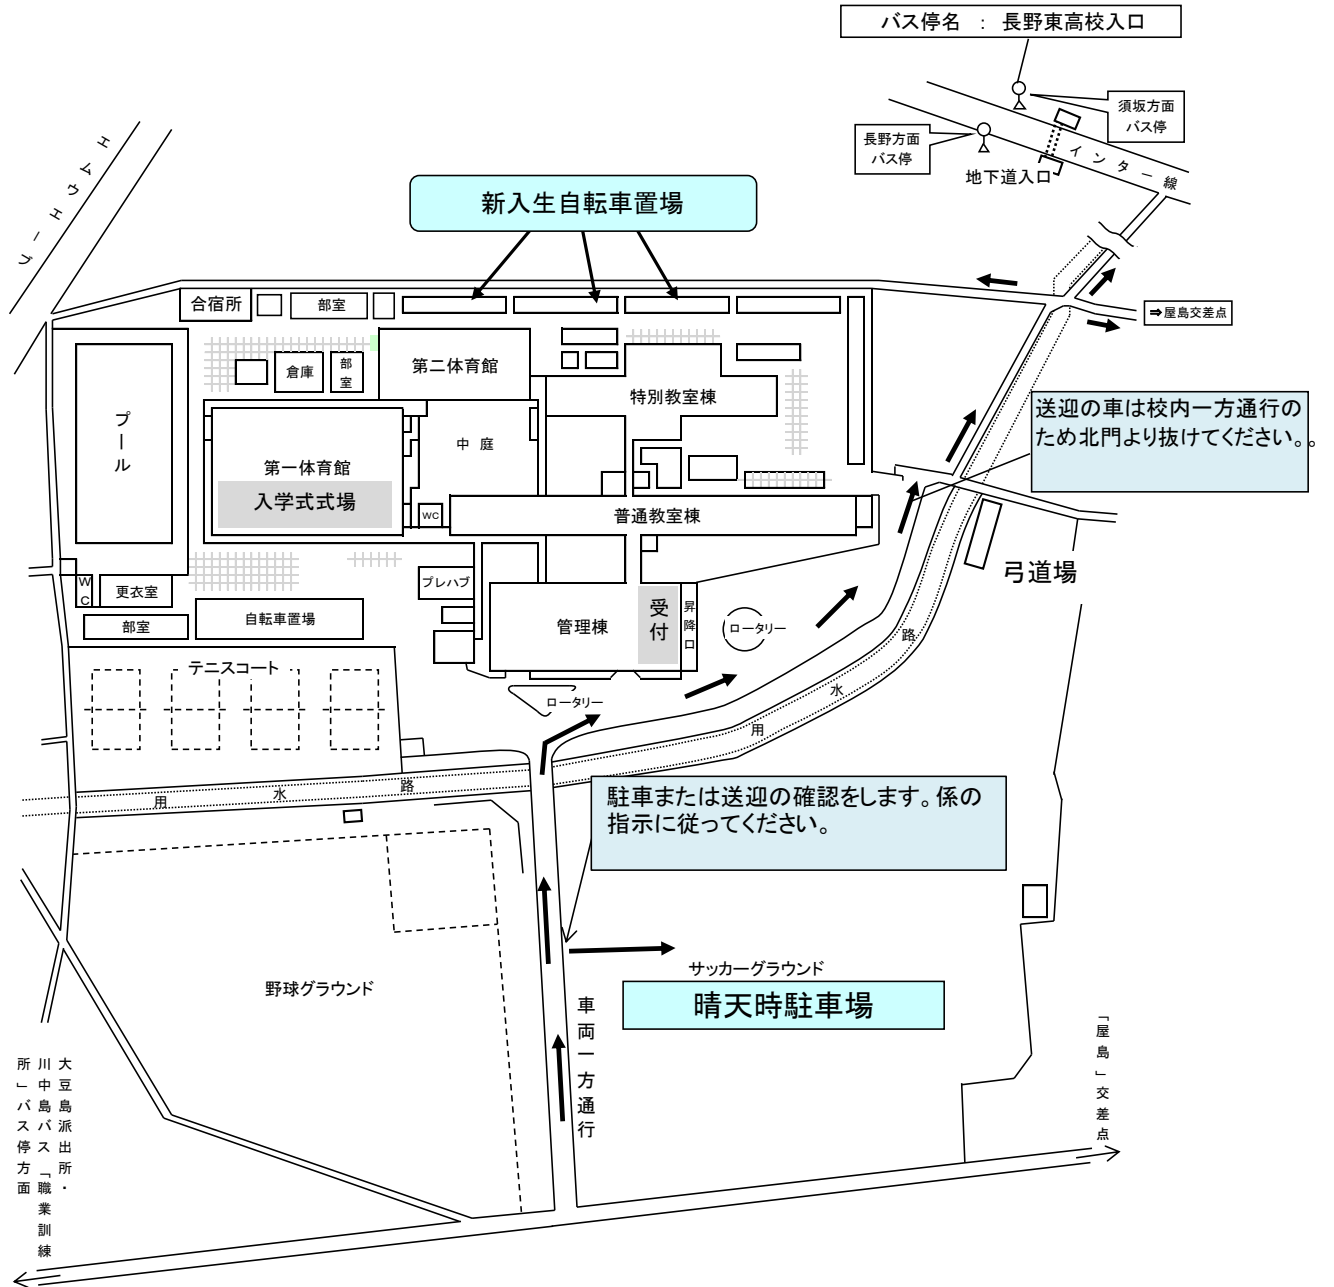 バス停名 : 長野東高校入口
須坂方面
バス停
長野方面
バス停
インター線
地下道入口
エムウエーブ
新入生自転車置場
合宿所
部室
⇒屋島交差点
倉庫
部室
第二体育館
特別教室棟
プール
中庭
第一体育館
入学式式場
WC
普通教室棟
送迎の車は校内一方通行の
ため北門より抜けてください。。
弓道場
WC
更衣室
プレハブ
部室
自転車置場
管理棟
受付
昇降口
ロータリー
テニスコート
ロータリー
用水路
用水路
駐車または送迎の確認をします。係の
指示に従ってください。
野球グラウンド
サッカーグラウンド
晴天時駐車場
車両一方通行
「屋島」交差点
大豆島派出所・
川中島バス「職業訓練
所」バス停方面